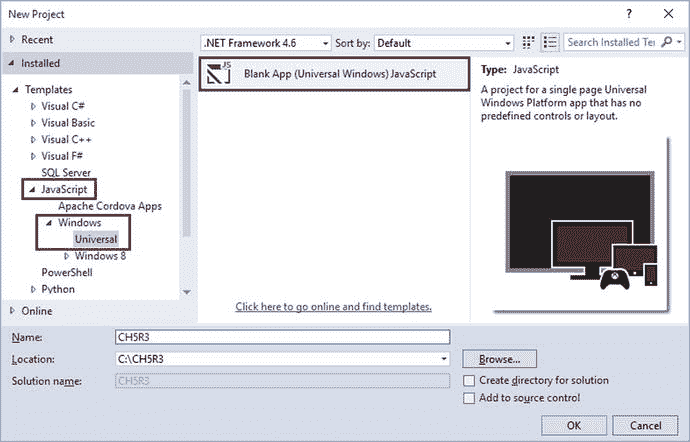 New Project
Recent
Installed
Templates
Visual C#
Visual Basic
Visual C++
Visual F#
SQL Server
JavaScript
Apache Cordova Apps
Windows
Universal
Windows 8
PowerShell
Python
Online
.NET Framework 4.6
Sort by: Default
Search Installed Ter
JS
Blank App (Universal Windows) JavaScript
Click here to go online and find templates.
Type: JavaScript
A project for a single page Universal
Windows Platform app that has no
predefined controls or layout.
Name: CH5R3
Location: C:\CH5R3
Browse...
Solution name: CH5R3
Create directory for solution
Add to source control
OK
Cancel